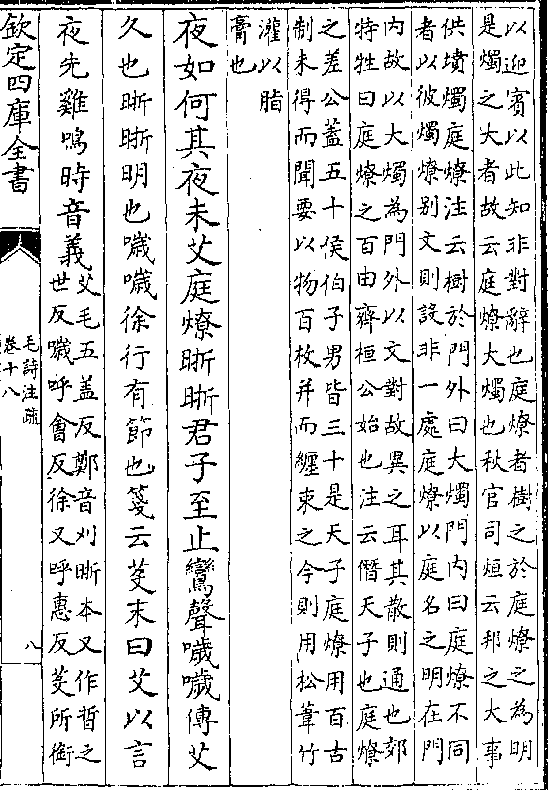 以迎賓以此知非對辭也庭燎者樹之於庭燎之為明
是燭之大者故云庭燎大燭也秋官司烜云邦之大事
供墳燭庭燎注云樹於門外曰大燭門内曰庭燎不同
者以彼燭燎别文則設非一處庭燎以庭名之明在門
内故以大燭為門外以文對故異之耳其散則通也郊
特牲曰庭燎之百由齊桓公始也注云僭天子也庭燎
之差公蓋五十侯伯子男皆三十是天子庭燎用百古
制未得而聞要以物百枚并而纒束之今則用松葦竹
灌以脂
膏也
夜如何其夜未艾庭燎晣晣君子至止鸞聲噦噦傳艾
久也晣晣明也噦噦徐行有節也箋云芟末曰艾以言
夜先雞鳴時音義艾毛五盖反鄭音刈晣本又作晢之
世反噦呼會反徐又呼惠反芟所銜
欽定四庫全書
毛詩注疏
卷十八
八